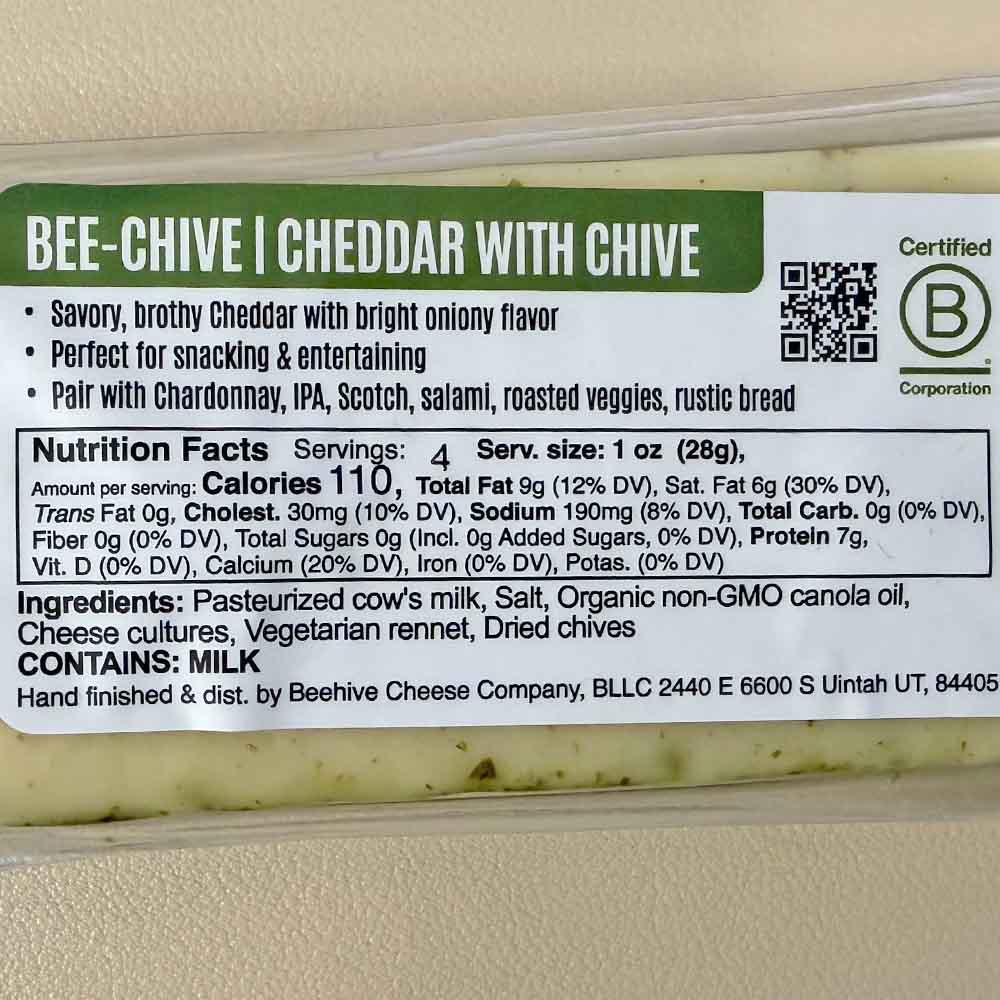 BEE-CHIVE | CHEDDAR WITH CHIVE
• Savory, brothy Cheddar with bright oniony flavor
• Perfect for snacking & entertaining
• Pair with Chardonnay, IPA, Scotch, salami, roasted veggies, rustic bread
Certified
B
®
Corporation
Nutrition Facts Servings: 4 Serv. size: 1 oz (28g),
Amount per serving: Calories 110, Total Fat 9g (12% DV), Sat. Fat 6g (30% DV),
Trans Fat 0g, Cholest. 30mg (10% DV), Sodium 190mg (8% DV), Total Carb. 0g (0% DV),
Fiber 0g (0% DV), Total Sugars 0g (Incl. 0g Added Sugars, 0% DV), Protein 7g,
Vit. D (0% DV), Calcium (20% DV), Iron (0% DV), Potas. (0% DV)
Ingredients: Pasteurized cow's milk, Salt, Organic non-GMO canola oil,
Cheese cultures, Vegetarian rennet, Dried chives
CONTAINS: MILK
Hand finished & dist. by Beehive Cheese Company, BLLC 2440 E 6600 S Uintah UT, 84405